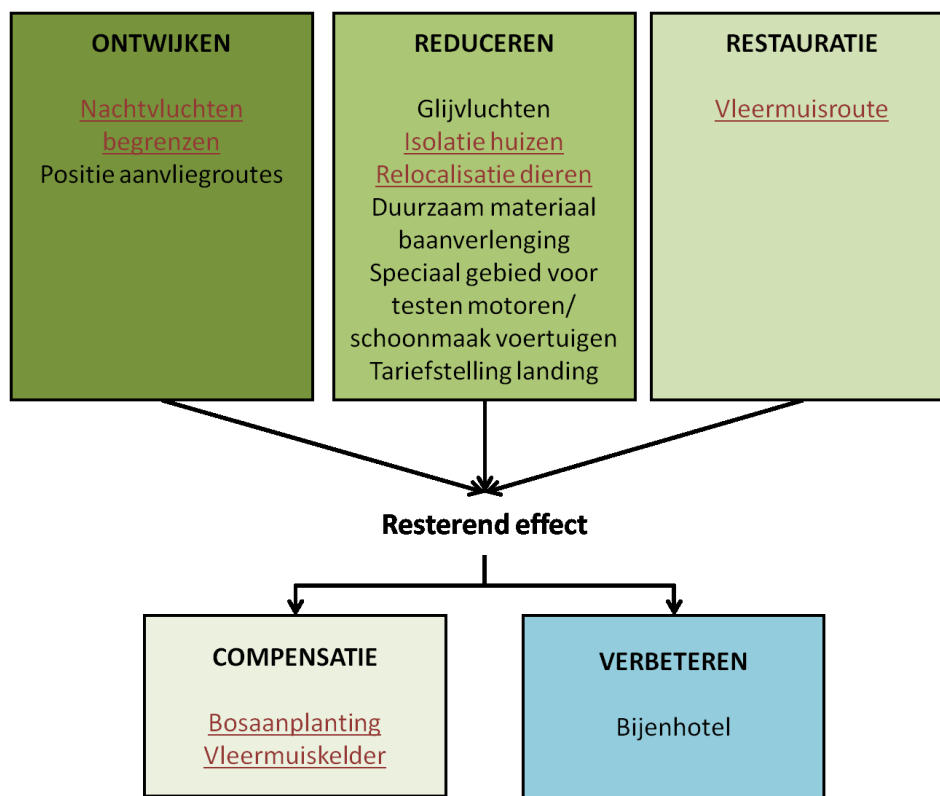 ONTWIJKEN
Nachtvluchten
begrenzen
Positie aanvliegroutes
REDUCEREN
Glijvluchten
Isolatie huizen
Relocalisatie dieren
Duurzaam materiaal
baanverlenging
Speciaal gebied voor
testen motoren/
schoonmaak voertuigen
Tariefstelling landing
RESTAURATIE
Vleermuisroute
Resterend effect
COMPENSATIE
Bosaanplanting
Vleermuiskelder
VERBETEREN
Bijenhotel